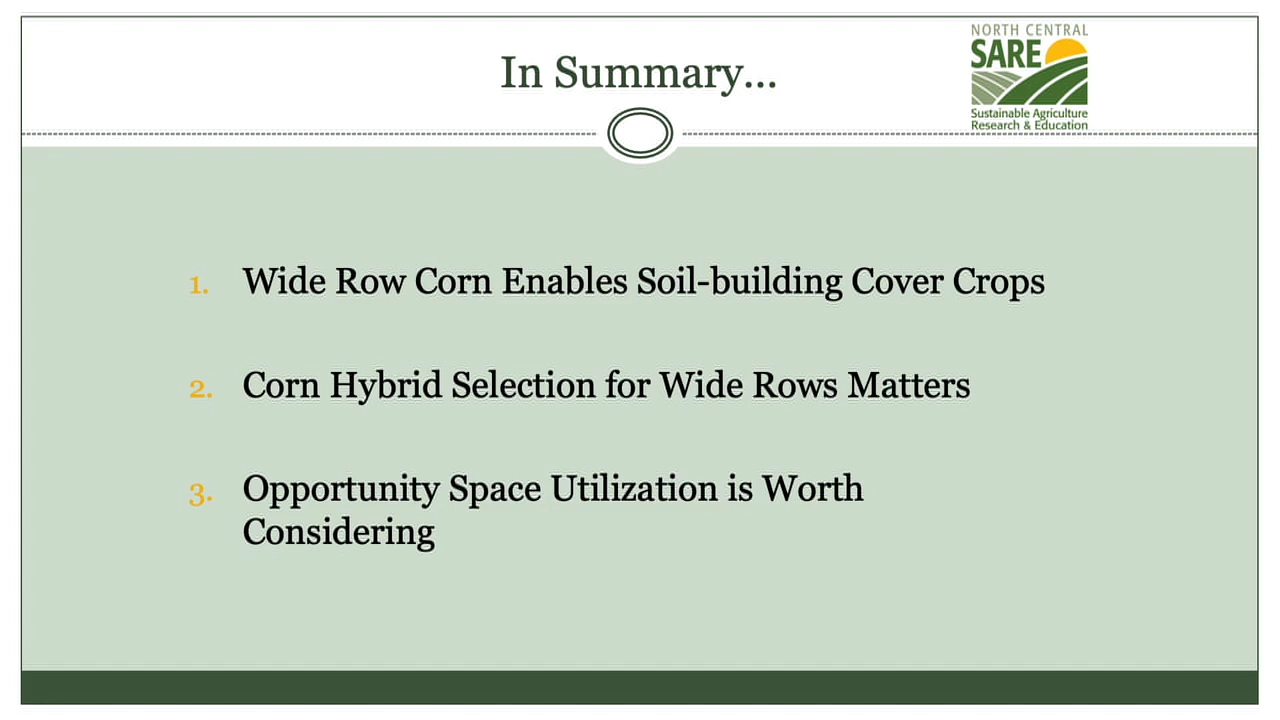 In Summary...
NORTH CENTRAL
SARE
Sustainable Agriculture
Research & Education
1. Wide Row Corn Enables Soil-building Cover Crops
2. Corn Hybrid Selection for Wide Rows Matters
3. Opportunity Space Utilization is Worth
Considering